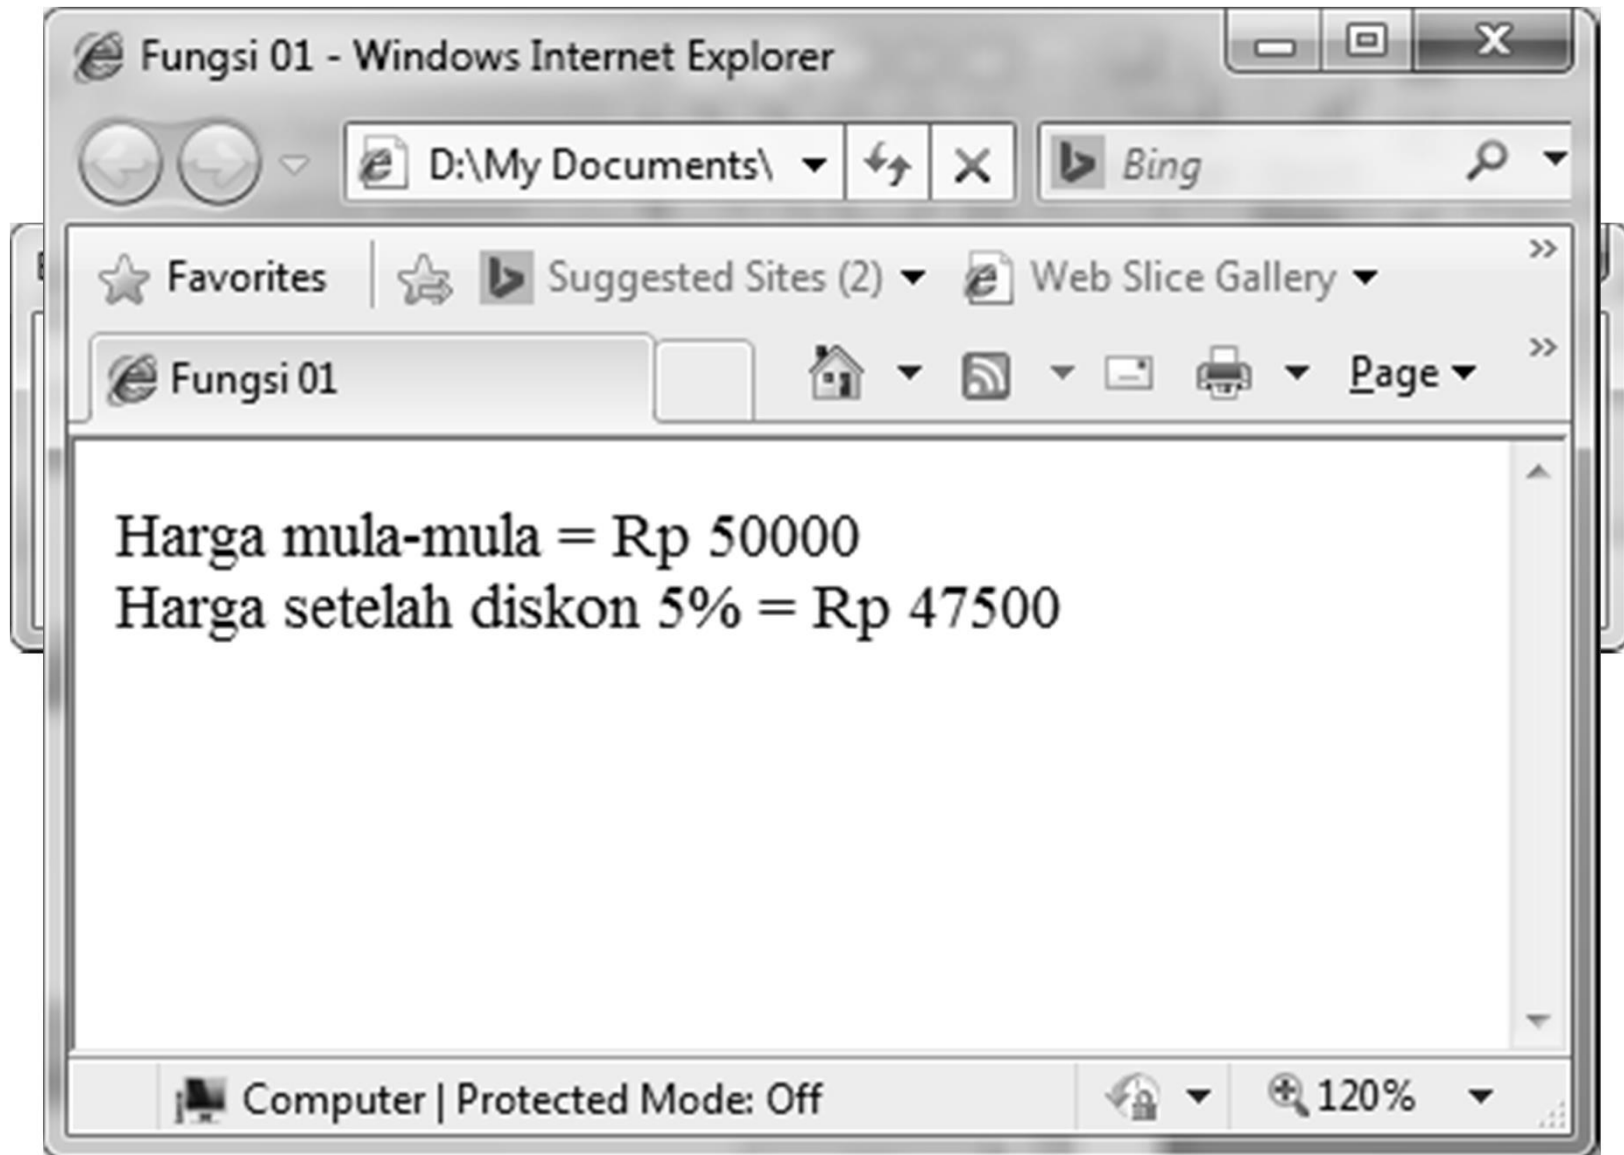 Fungsi 01 - Windows Internet Explorer
D:\My Documents\ Bing
Favorites Suggested Sites (2) Web Slice Gallery »
Fungsi 01 Page »
Harga mula-mula = Rp 50000
Harga setelah diskon 5% = Rp 47500
Computer | Protected Mode: Off 120%